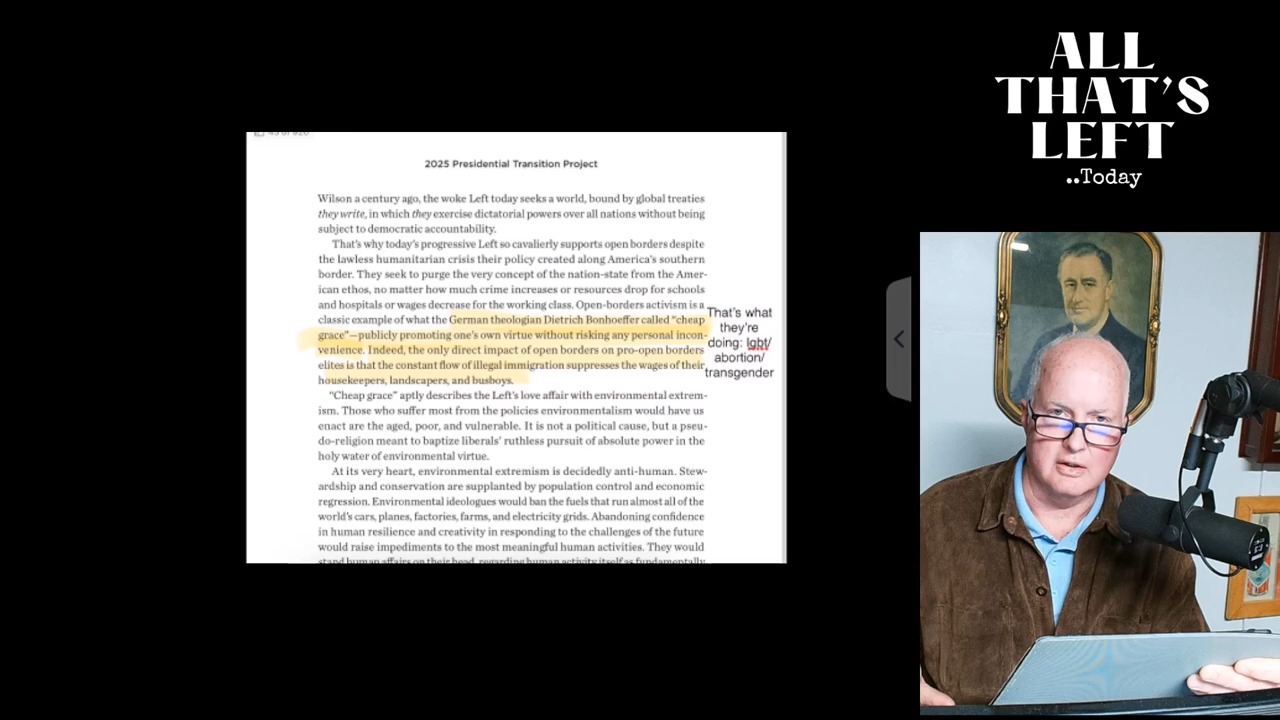 2025 Presidential Transition Project
Wilson a century ago, the woke Left today seeks a world, bound by global treaties
they write, in which they exercise dictatorial powers over all nations without being
subject to democratic accountability.
That's why today's progressive Left so cavalierly supports open borders despite
the lawless humanitarian crisis their policy created along America's southern
border. They seek to purge the very concept of the nation-state from the Amer-
ican ethos, no matter how much crime increases or resources drop for schools
and hospitals or wages decrease for the working class. Open-borders activism is a
classic example of what the German theologian Dietrich Bonhoeffer called “cheap
grace”—publicly promoting one's own virtue without risking any personal incon-
venience. Indeed, the only direct impact of open borders on pro-open borders
elites is that the constant flow of illegal immigration suppresses the wages of their
housekeepers, landscapers, and busboys.
“Cheap grace” aptly describes the Left's love affair with environmental extrem-
ism. Those who suffer most from the policies environmentalism would have us
enact are the aged, poor, and vulnerable. It is not a political cause, but a pseu-
do-religion meant to baptize liberals' ruthless pursuit of absolute power in the
holy water of environmental virtue.
At its very heart, environmental extremism is decidedly anti-human. Stew-
ardship and conservation are supplanted by population control and economic
regression. Environmental ideologues would ban the fuels that run almost all of the
world's cars, planes, factories, farms, and electricity grids. Abandoning confidence
in human resilience and creativity in responding to the challenges of the future
would raise impediments to the most meaningful human activities. They would
stand human affairs on their head, regarding human activity itself as fundamentally
That's what
they're
doing: lgbt/
abortion/
transgender
ALL
THAT'S
LEFT
..Today